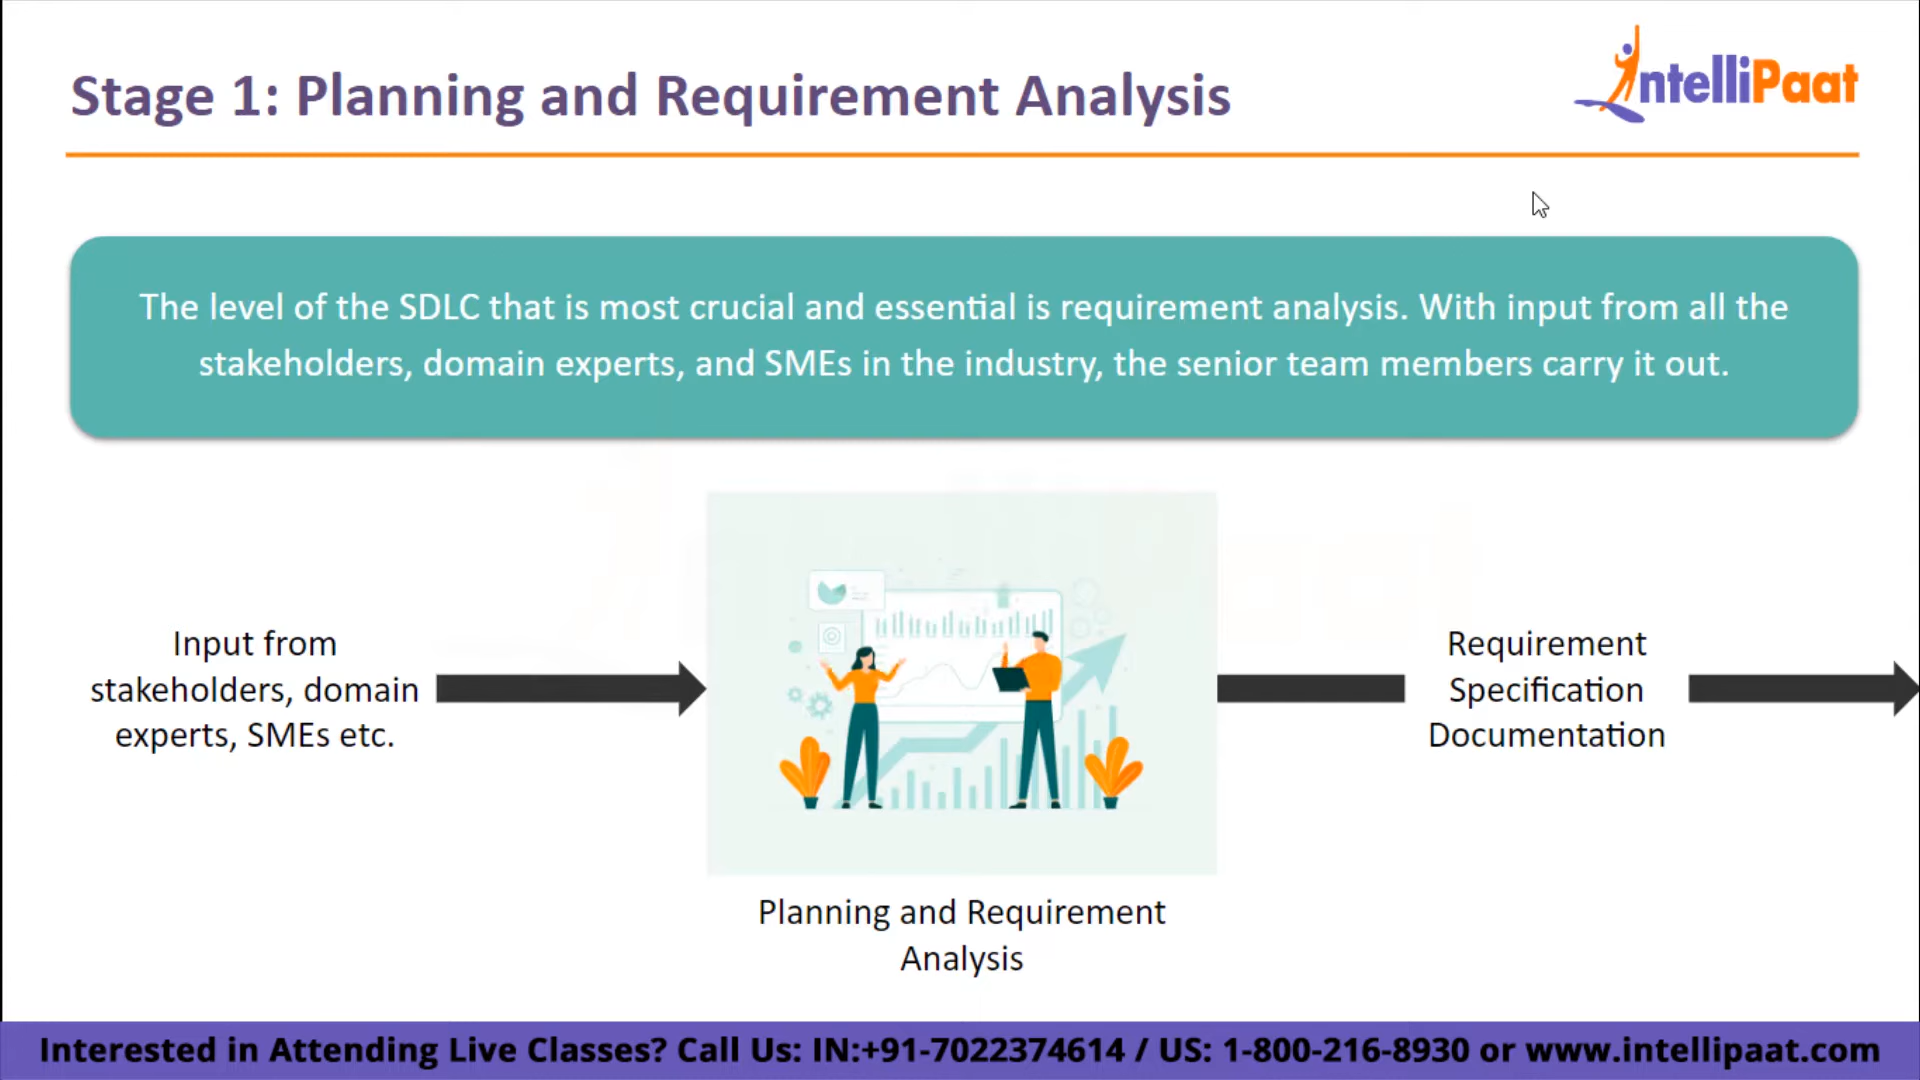 Stage 1: Planning and Requirement Analysis
ntelliPaat
The level of the SDLC that is most crucial and essential is requirement analysis. With input from all the
stakeholders, domain experts, and SMEs in the industry, the senior team members carry it out.
Input from
stakeholders, domain
experts, SMEs etc.
Requirement
Specification
Documentation
Planning and Requirement
Analysis
Interested in Attending Live Classes? Call Us: IN:+91-7022374614 / US: 1-800-216-8930 or www.intellipaat.com